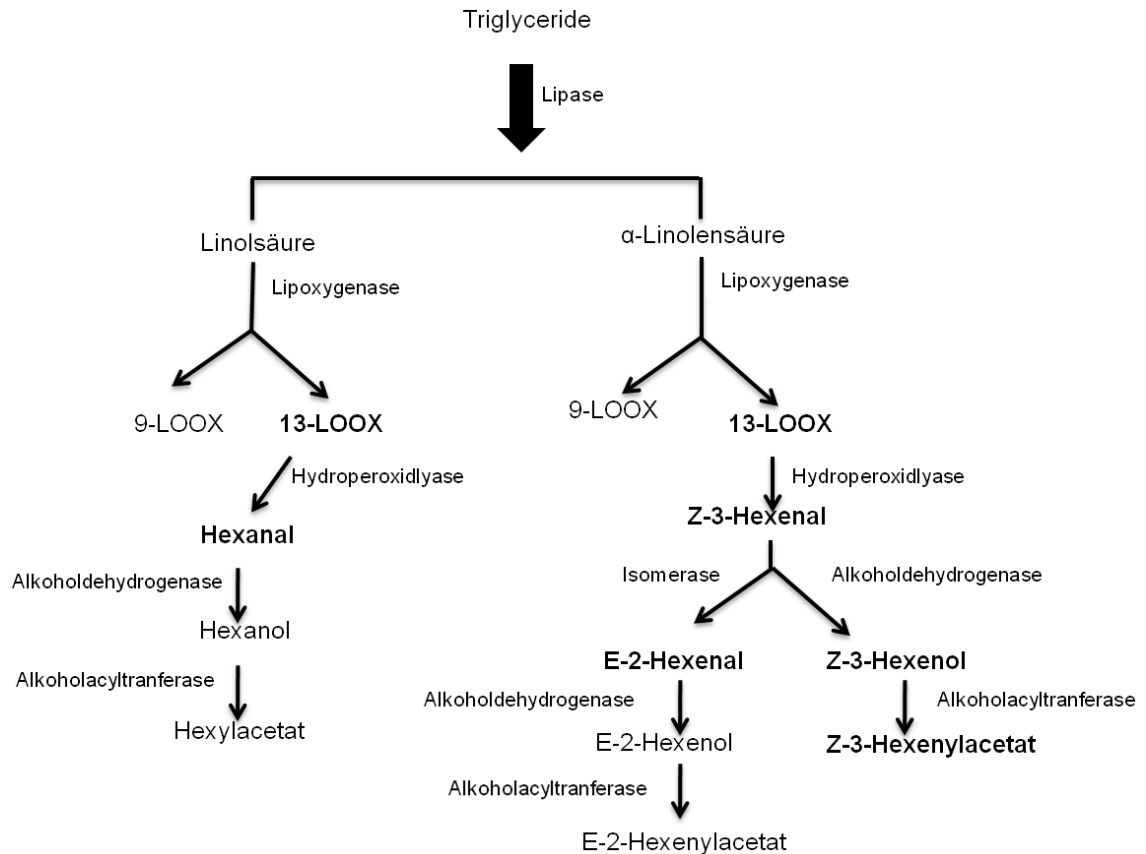 Triglyceride
Lipase
Linolsäure
α-Linolensäure
Lipoxygenase
Lipoxygenase
9-LOOX
13-LOOX
9-LOOX
13-LOOX
Hydroperoxidlyase
Hydroperoxidlyase
Hexanal
Z-3-Hexenal
Alkoholdehydrogenase
Isomerase
Alkoholdehydrogenase
Hexanol
E-2-Hexenal
Z-3-Hexenol
Alkoholacyltranferase
Alkoholdehydrogenase
Alkoholacyltranferase
Hexylacetat
E-2-Hexenol
Z-3-Hexenylacetat
Alkoholacyltranferase
E-2-Hexenylacetat